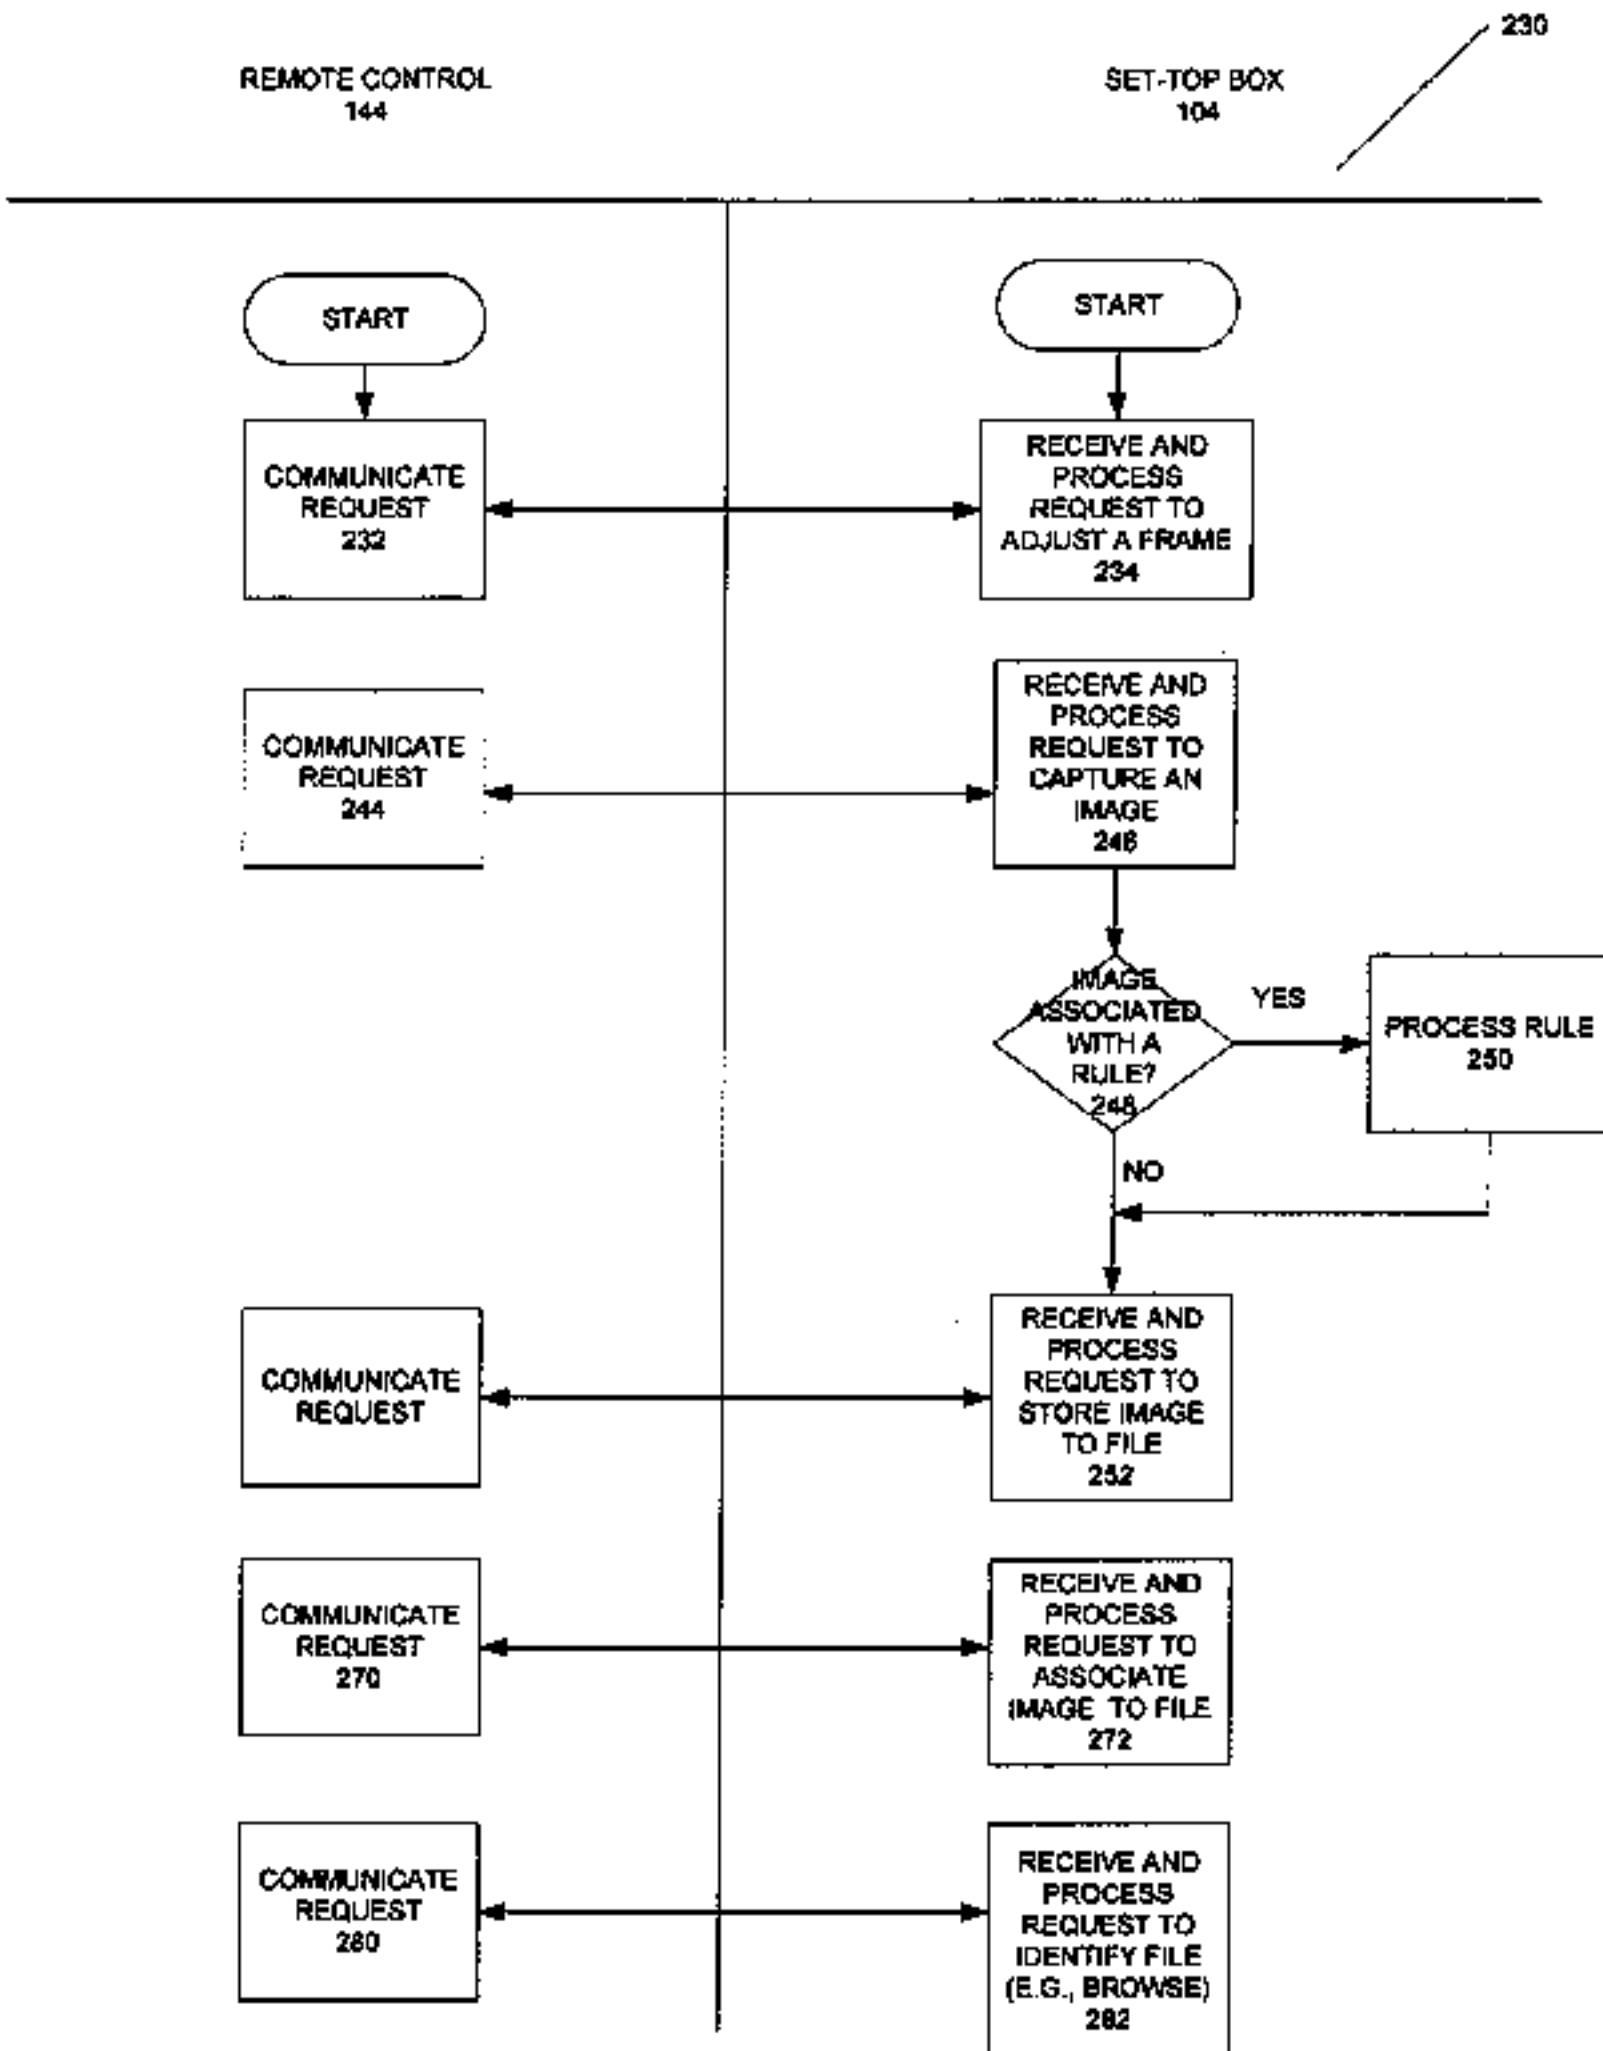 230
REMOTE CONTROL
144
SET-TOP BOX
104
START
START
COMMUNICATE
REQUEST
232
RECEIVE AND
PROCESS
REQUEST TO
ADJUST A FRAME
234
COMMUNICATE
REQUEST
244
RECEIVE AND
PROCESS
REQUEST TO
CAPTURE AN
IMAGE
246
IMAGE
ASSOCIATED
WITH A
RULE?
248
YES
PROCESS RULE
250
NO
COMMUNICATE
REQUEST
RECEIVE AND
PROCESS
REQUEST TO
STORE IMAGE
TO FILE
252
COMMUNICATE
REQUEST
270
RECEIVE AND
PROCESS
REQUEST TO
ASSOCIATE
IMAGE TO FILE
272
COMMUNICATE
REQUEST
280
RECEIVE AND
PROCESS
REQUEST TO
IDENTIFY FILE
(E.G., BROWSE)
282